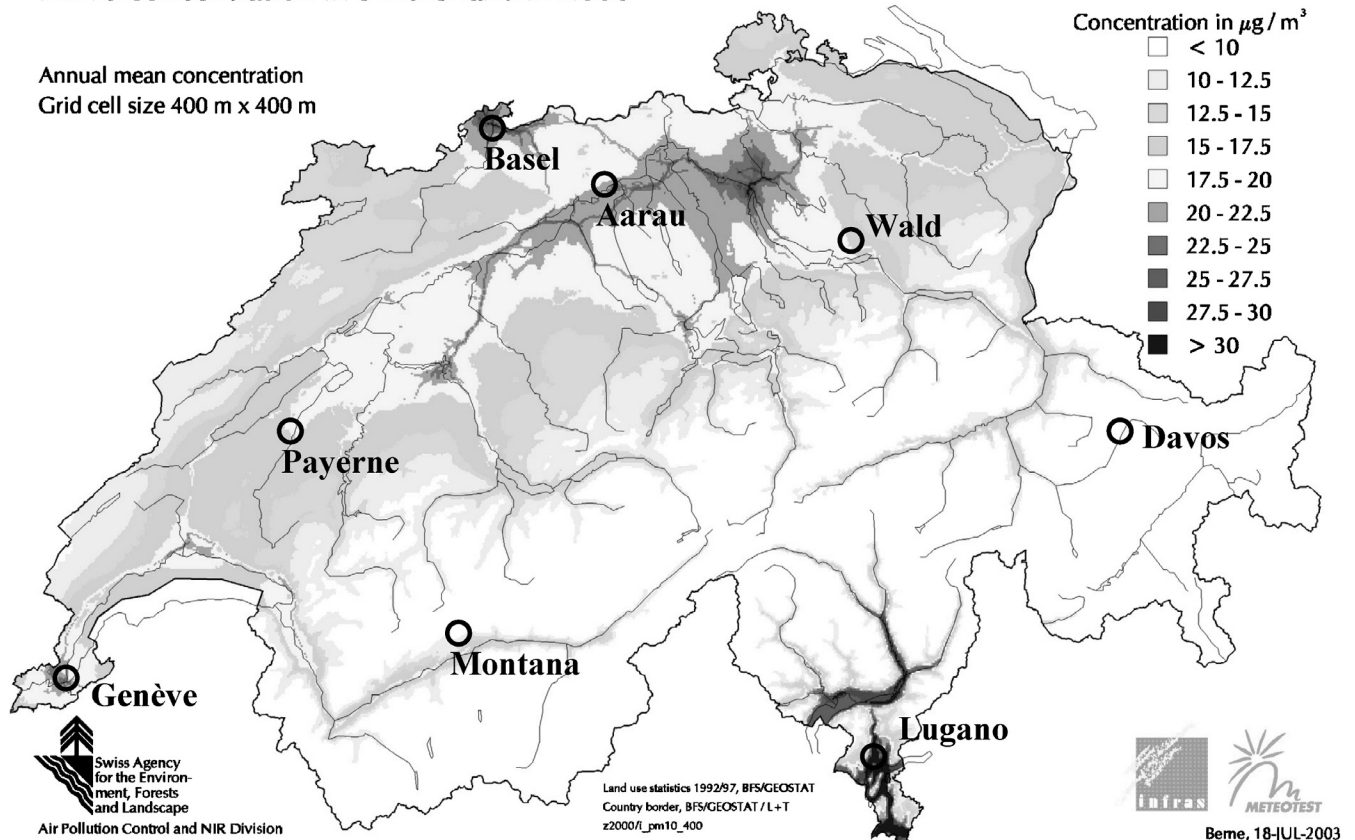 Annual mean concentration
Grid cell size 400 m x 400 m
Concentration in µg / m³
< 10
10 - 12.5
12.5 - 15
15 - 17.5
17.5 - 20
20 - 22.5
22.5 - 25
25 - 27.5
27.5 - 30
> 30
Basel
Aarau
Wald
Payerne
Davos
Montana
Genève
Lugano
Swiss Agency
for the Environ-
ment, Forests
and Landscape
Air Pollution Control and NIR Division
Land use statistics 1992/97, BFS/GEOSTAT
Country border, BFS/GEOSTAT / L+T
z2000/i_pm10_400
infras
METEOTEST
Berne, 18-JUL-2003